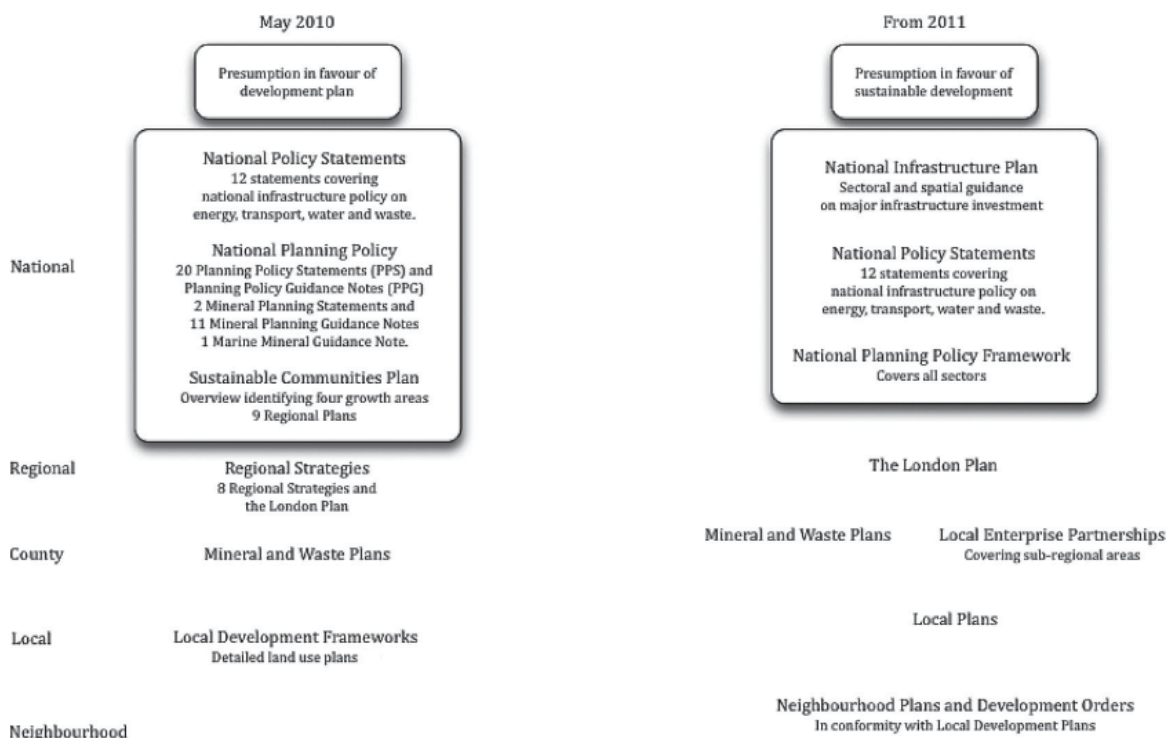 May 2010
From 2011
Presumption in favour of
development plan
Presumption in favour of
sustainable development
National
National Policy Statements
12 statements covering
national infrastructure policy on
energy, transport, water and waste.
National Planning Policy
20 Planning Policy Statements (PPS) and
Planning Policy Guidance Notes (PPG)
2 Mineral Planning Statements and
11 Mineral Planning Guidance Notes
1 Marine Mineral Guidance Note.
Sustainable Communities Plan
Overview identifying four growth areas
9 Regional Plans
National Infrastructure Plan
Sectoral and spatial guidance
on major infrastructure investment
National Policy Statements
12 statements covering
national infrastructure policy on
energy, transport, water and waste.
National Planning Policy Framework
Covers all sectors
Regional
Regional Strategies
8 Regional Strategies and
the London Plan
The London Plan
County
Mineral and Waste Plans
Mineral and Waste Plans
Local Enterprise Partnerships
Covering sub-regional areas
Local
Local Development Frameworks
Detailed land use plans
Local Plans
Neighbourhood
Neighbourhood Plans and Development Orders
In conformity with Local Development Plans